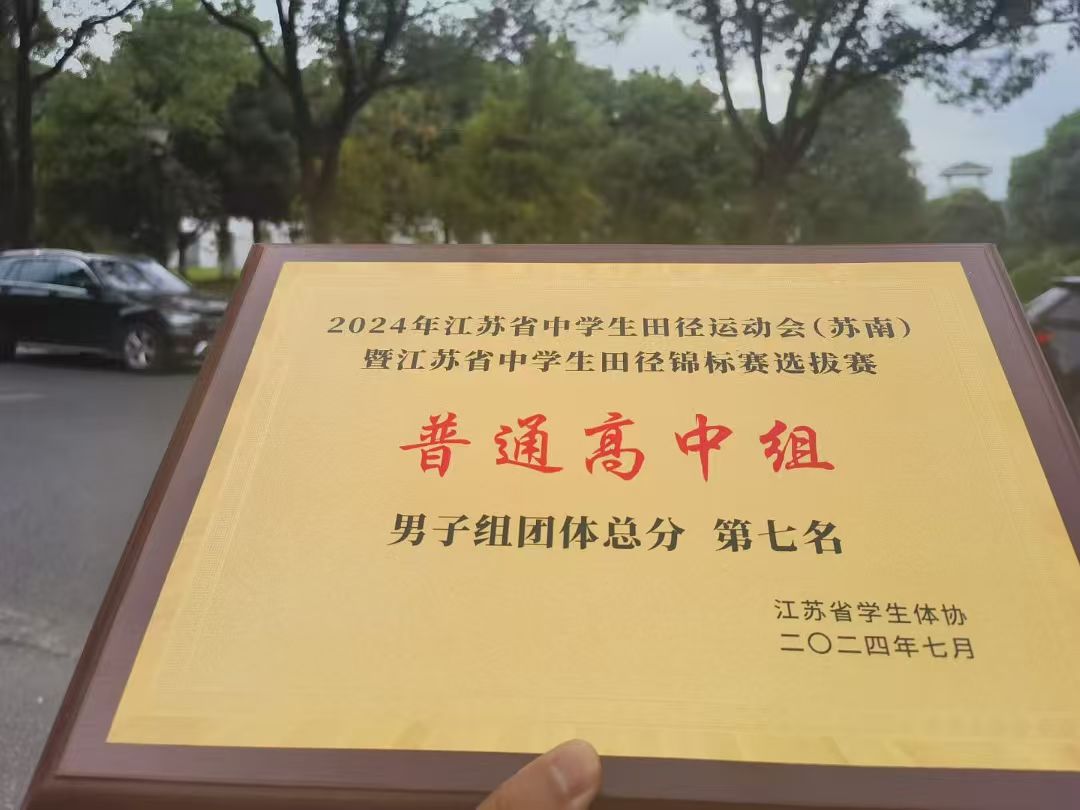 2024年江苏省中学生田径运动会(苏南)
暨江苏省中学生田径锦标赛选拔赛
普通高中组
男子组团体总分 第七名
江苏省学生体协
二〇二四年七月